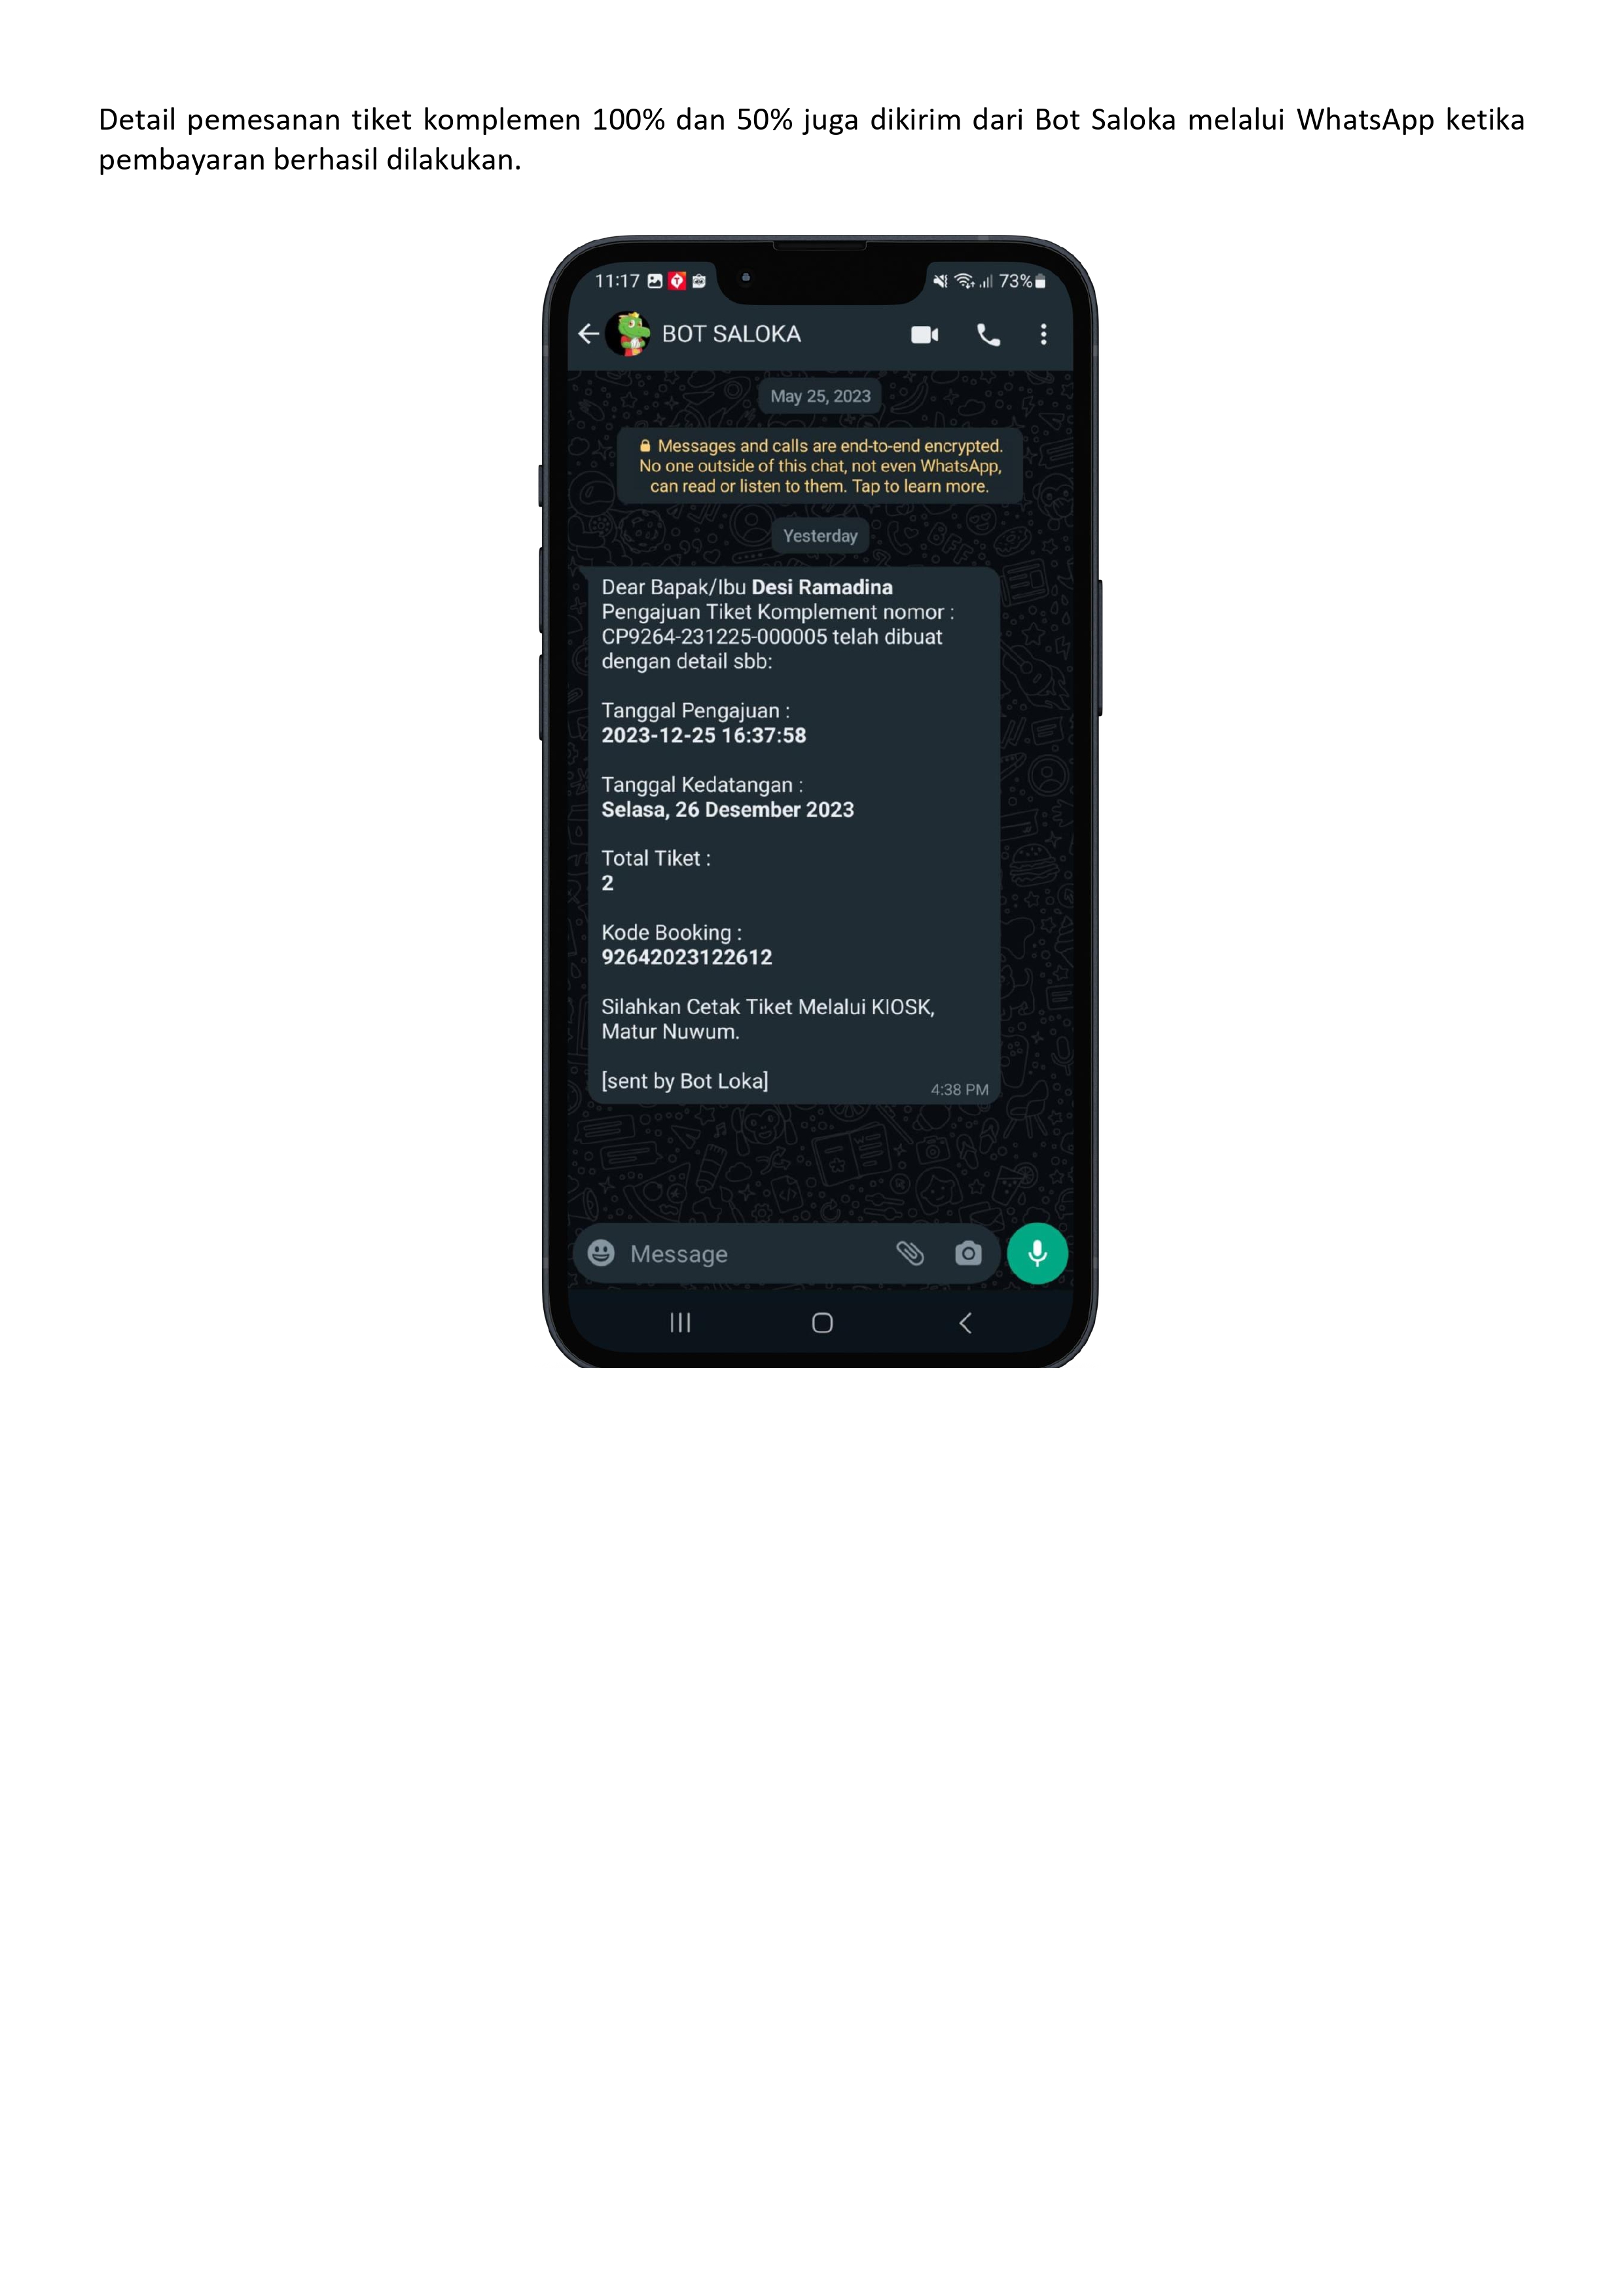 Detail pemesanan tiket komplemen 100% dan 50% juga dikirim dari Bot Saloka melalui WhatsApp ketika
pembayaran berhasil dilakukan.
11:17 73%
BOT SALOKA
May 25, 2023
Messages and calls are end-to-end encrypted.
No one outside of this chat, not even WhatsApp,
can read or listen to them. Tap to learn more.
Yesterday
Dear Bapak/Ibu Desi Ramadina
Pengajuan Tiket Komplement nomor :
CP9264-231225-000005 telah dibuat
dengan detail sbb:
Tanggal Pengajuan :
2023-12-25 16:37:58
Tanggal Kedatangan :
Selasa, 26 Desember 2023
Total Tiket :
2
Kode Booking :
92642023122612
Silahkan Cetak Tiket Melalui KIOSK,
Matur Nuwum.
[sent by Bot Loka]
4:38 PM
Message